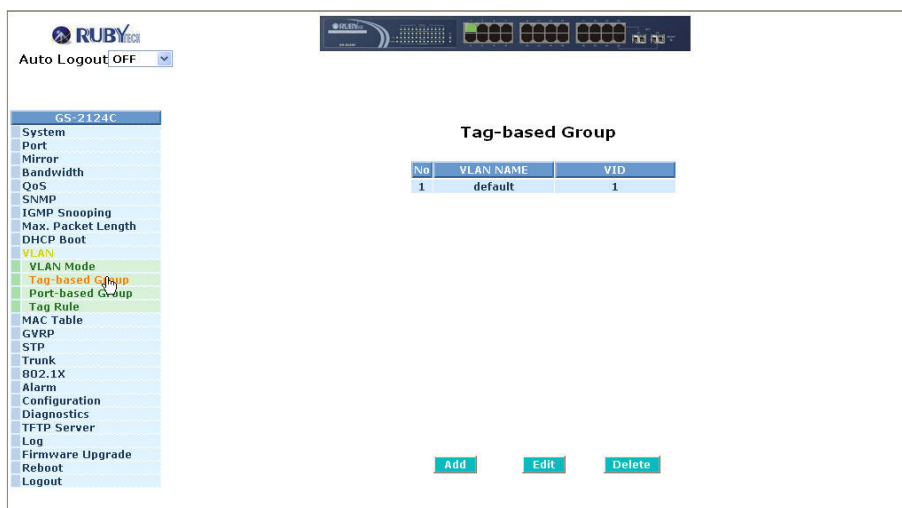 RUBYTECH
Auto Logout OFF
GS-2124C
System
Port
Mirror
Bandwidth
QoS
SNMP
IGMP Snooping
Max. Packet Length
DHCP Boot
VLAN
VLAN Mode
Tag-based Group
Port-based Group
Tag Rule
MAC Table
GVRP
STP
Trunk
802.1X
Alarm
Configuration
Diagnostics
TFTP Server
Log
Firmware Upgrade
Reboot
Logout
Tag-based Group
No VLAN NAME VID
1 default 1
Add Edit Delete